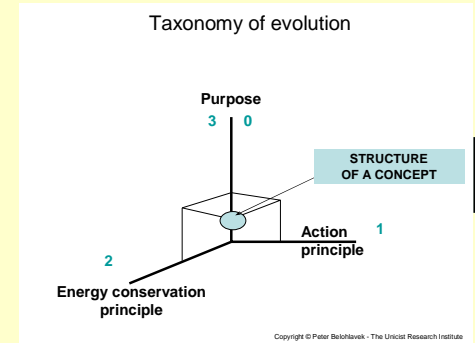 Taxonomy of evolution
Purpose
3 0
STRUCTURE
OF A CONCEPT
Action
principle
1
2
Energy conservation
principle
Copyright © Peter Belohlavek - The Unicist Research Institute